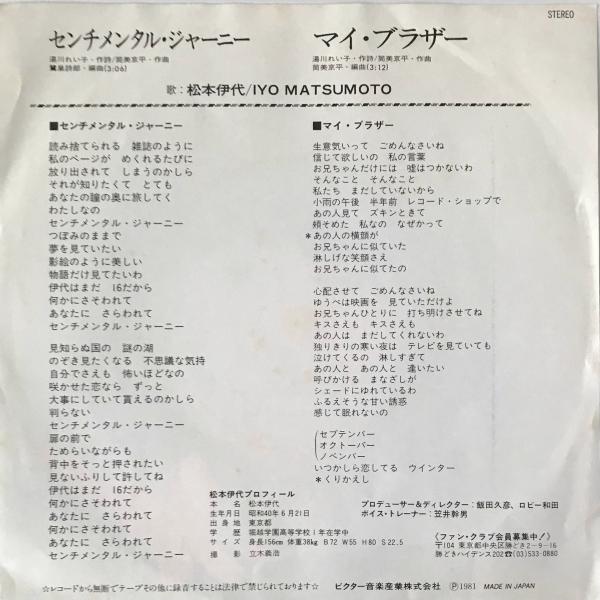 STEREO
センチメンタル・ジャーニー
湯川れい子・作詩/筒美京平・作曲
鷺巣詩郎・編曲(3:06)
マイ・ブラザー
湯川れい子・作詩/筒美京平・作曲
筒美京平・編曲(3:12)
歌:松本伊代/IYO MATSUMOTO
■センチメンタル・ジャーニー
読み捨てられる 雑誌のように
私のページが めくれるたびに
放り出されて しまうのかしら
それが知りたくて とても
あなたの瞳の奥に旅してく
わたしなの
センチメンタル・ジャーニー
つぼみのままで
夢を見ていたい
影絵のように美しい
物語だけ見てたいわ
伊代はまだ 16だから
何かにさそわれて
あなたに さらわれて
センチメンタル・ジャーニー
見知らぬ国の 謎の湖
のぞき見たくなる 不思議な気持
自分でさえも 怖いほどなの
咲かせた恋なら ずっと
大事にしていて貰えるのかしら
判らない
センチメンタル・ジャーニー
扉の前で
ためらいながらも
背中をそっと押されたい
見ないふりして許してね
伊代はまだ 16だから
何かにさそわれて
あなたに さらわれて
何かにさそわれて
あなたに さらわれて
センチメンタル・ジャーニー
■マイ・ブラザー
生意気いって ごめんなさいね
信じて欲しいの 私の言葉
お兄ちゃんだけには 嘘はつかないわ
そんなこと そんなこと
私たち まだしていないから
小雨の午後 半年前 レコード・ショップで
あの人見て ズキンときて
頰そめた 私なの なぜかって
*あの人の横顔が
お兄ちゃんに似ていた
淋しげな笑顔さえ
お兄ちゃんに似てたの
心配させて ごめんなさいね
ゆうべは映画を 見ていただけよ
お兄ちゃんひとりに 打ち明けさせてね
キスさえも キスさえも
あの人は まだしてくれないわ
独りきりの寒い夜は テレビを見ていても
泣けてくるの 淋しすぎて
あの人と あの人と 逢いたい
呼びかける まなざしが
シェードにゆれているわ
ふるえそうな甘い誘惑
感じて眠れないの
セプテンバー
オクトーバー
ノベンバー
いつかしら恋してる ウインター
*くりかえし
松本伊代プロフィール
本名 松本伊代
生年月日 昭和40年6月21日
出身地 東京都
学歴 堀越学園高等学校1年在学中
サイズ 身長156cm 体重38kg B72 W55 H80 S22.5
撮影 立木義浩
プロデューサー&ディレクター:飯田久彦、ロビー和田
ボイス・トレーナー:笠井幹男
《ファン・クラブ会員募集中!》
〒104 東京都中央区勝どき2-9-16
勝どきハイデンス202☎(03)533-0880
☆レコードから無断でテープその他に録音することは法律で禁じられております☆
ビクター音楽産業株式会社 Ⓟ1981 MADE IN JAPAN